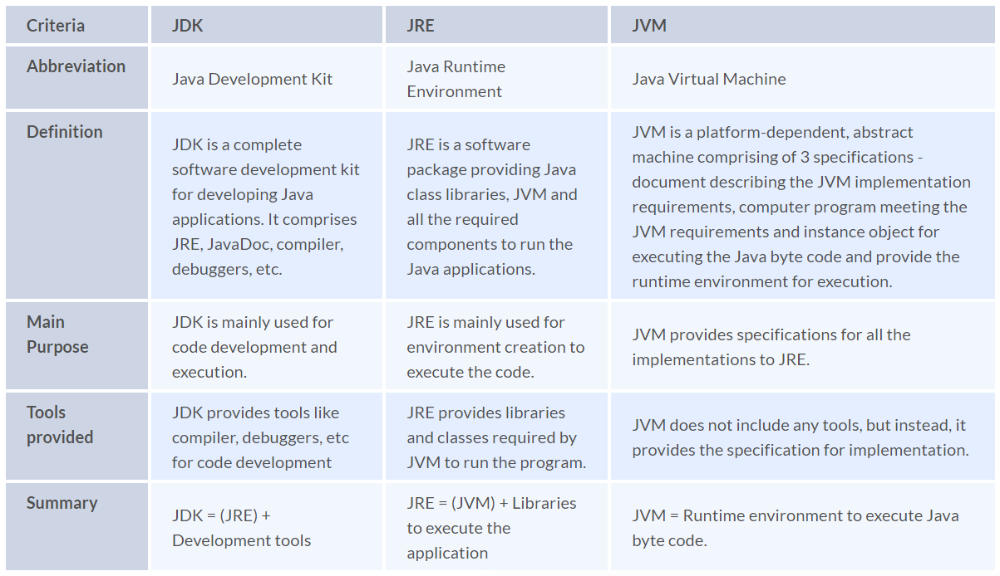 Criteria
JDK
JRE
JVM
Abbreviation
Java Development Kit
Java Runtime
Environment
Java Virtual Machine
Definition
JDK is a complete
software development kit
for developing Java
applications. It comprises
JRE, JavaDoc, compiler,
debuggers, etc.
JRE is a software
package providing Java
class libraries, JVM and
all the required
components to run the
Java applications.
JVM is a platform-dependent, abstract
machine comprising of 3 specifications -
document describing the JVM implementation
requirements, computer program meeting the
JVM requirements and instance object for
executing the Java byte code and provide the
runtime environment for execution.
Main
Purpose
JDK is mainly used for
code development and
execution.
JRE is mainly used for
environment creation to
execute the code.
JVM provides specifications for all the
implementations to JRE.
Tools
provided
JDK provides tools like
compiler, debuggers, etc
for code development
JRE provides libraries
and classes required by
JVM to run the program.
JVM does not include any tools, but instead, it
provides the specification for implementation.
Summary
JDK = (JRE) +
Development tools
JRE = (JVM) + Libraries
to execute the
application
JVM = Runtime environment to execute Java
byte code.